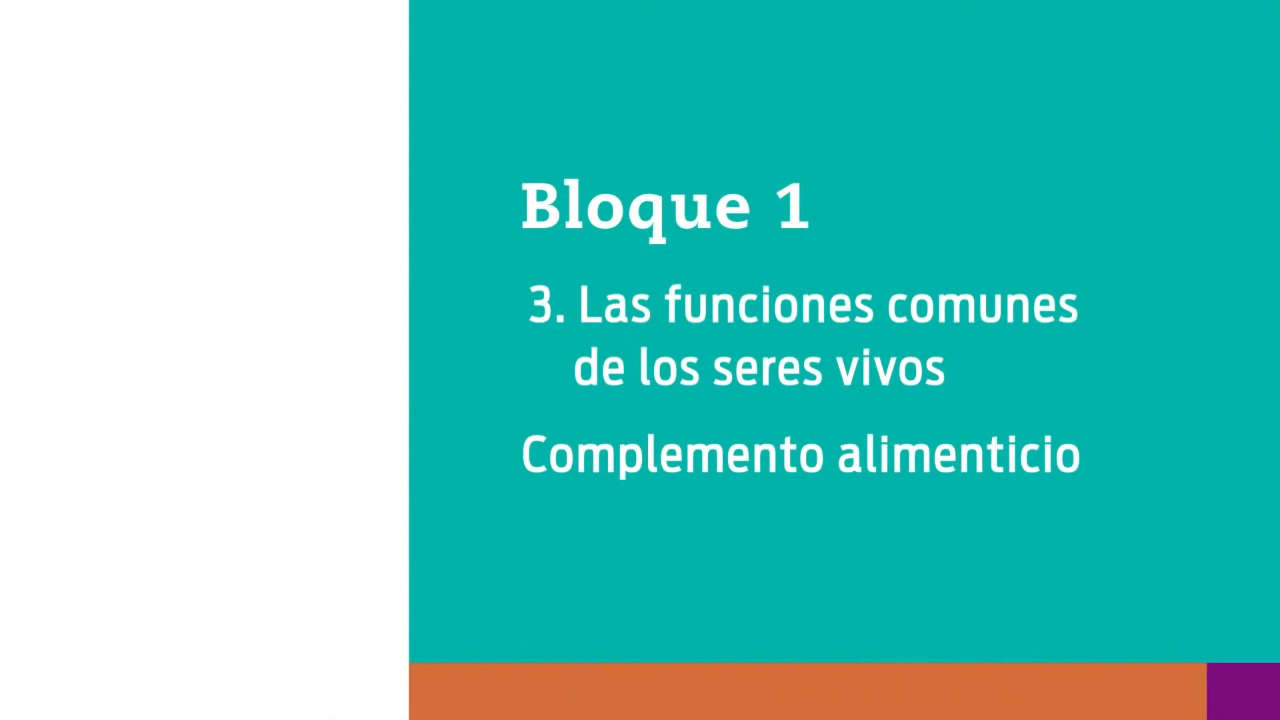 Bloque 1
3. Las funciones comunes
de los seres vivos
Complemento alimenticio